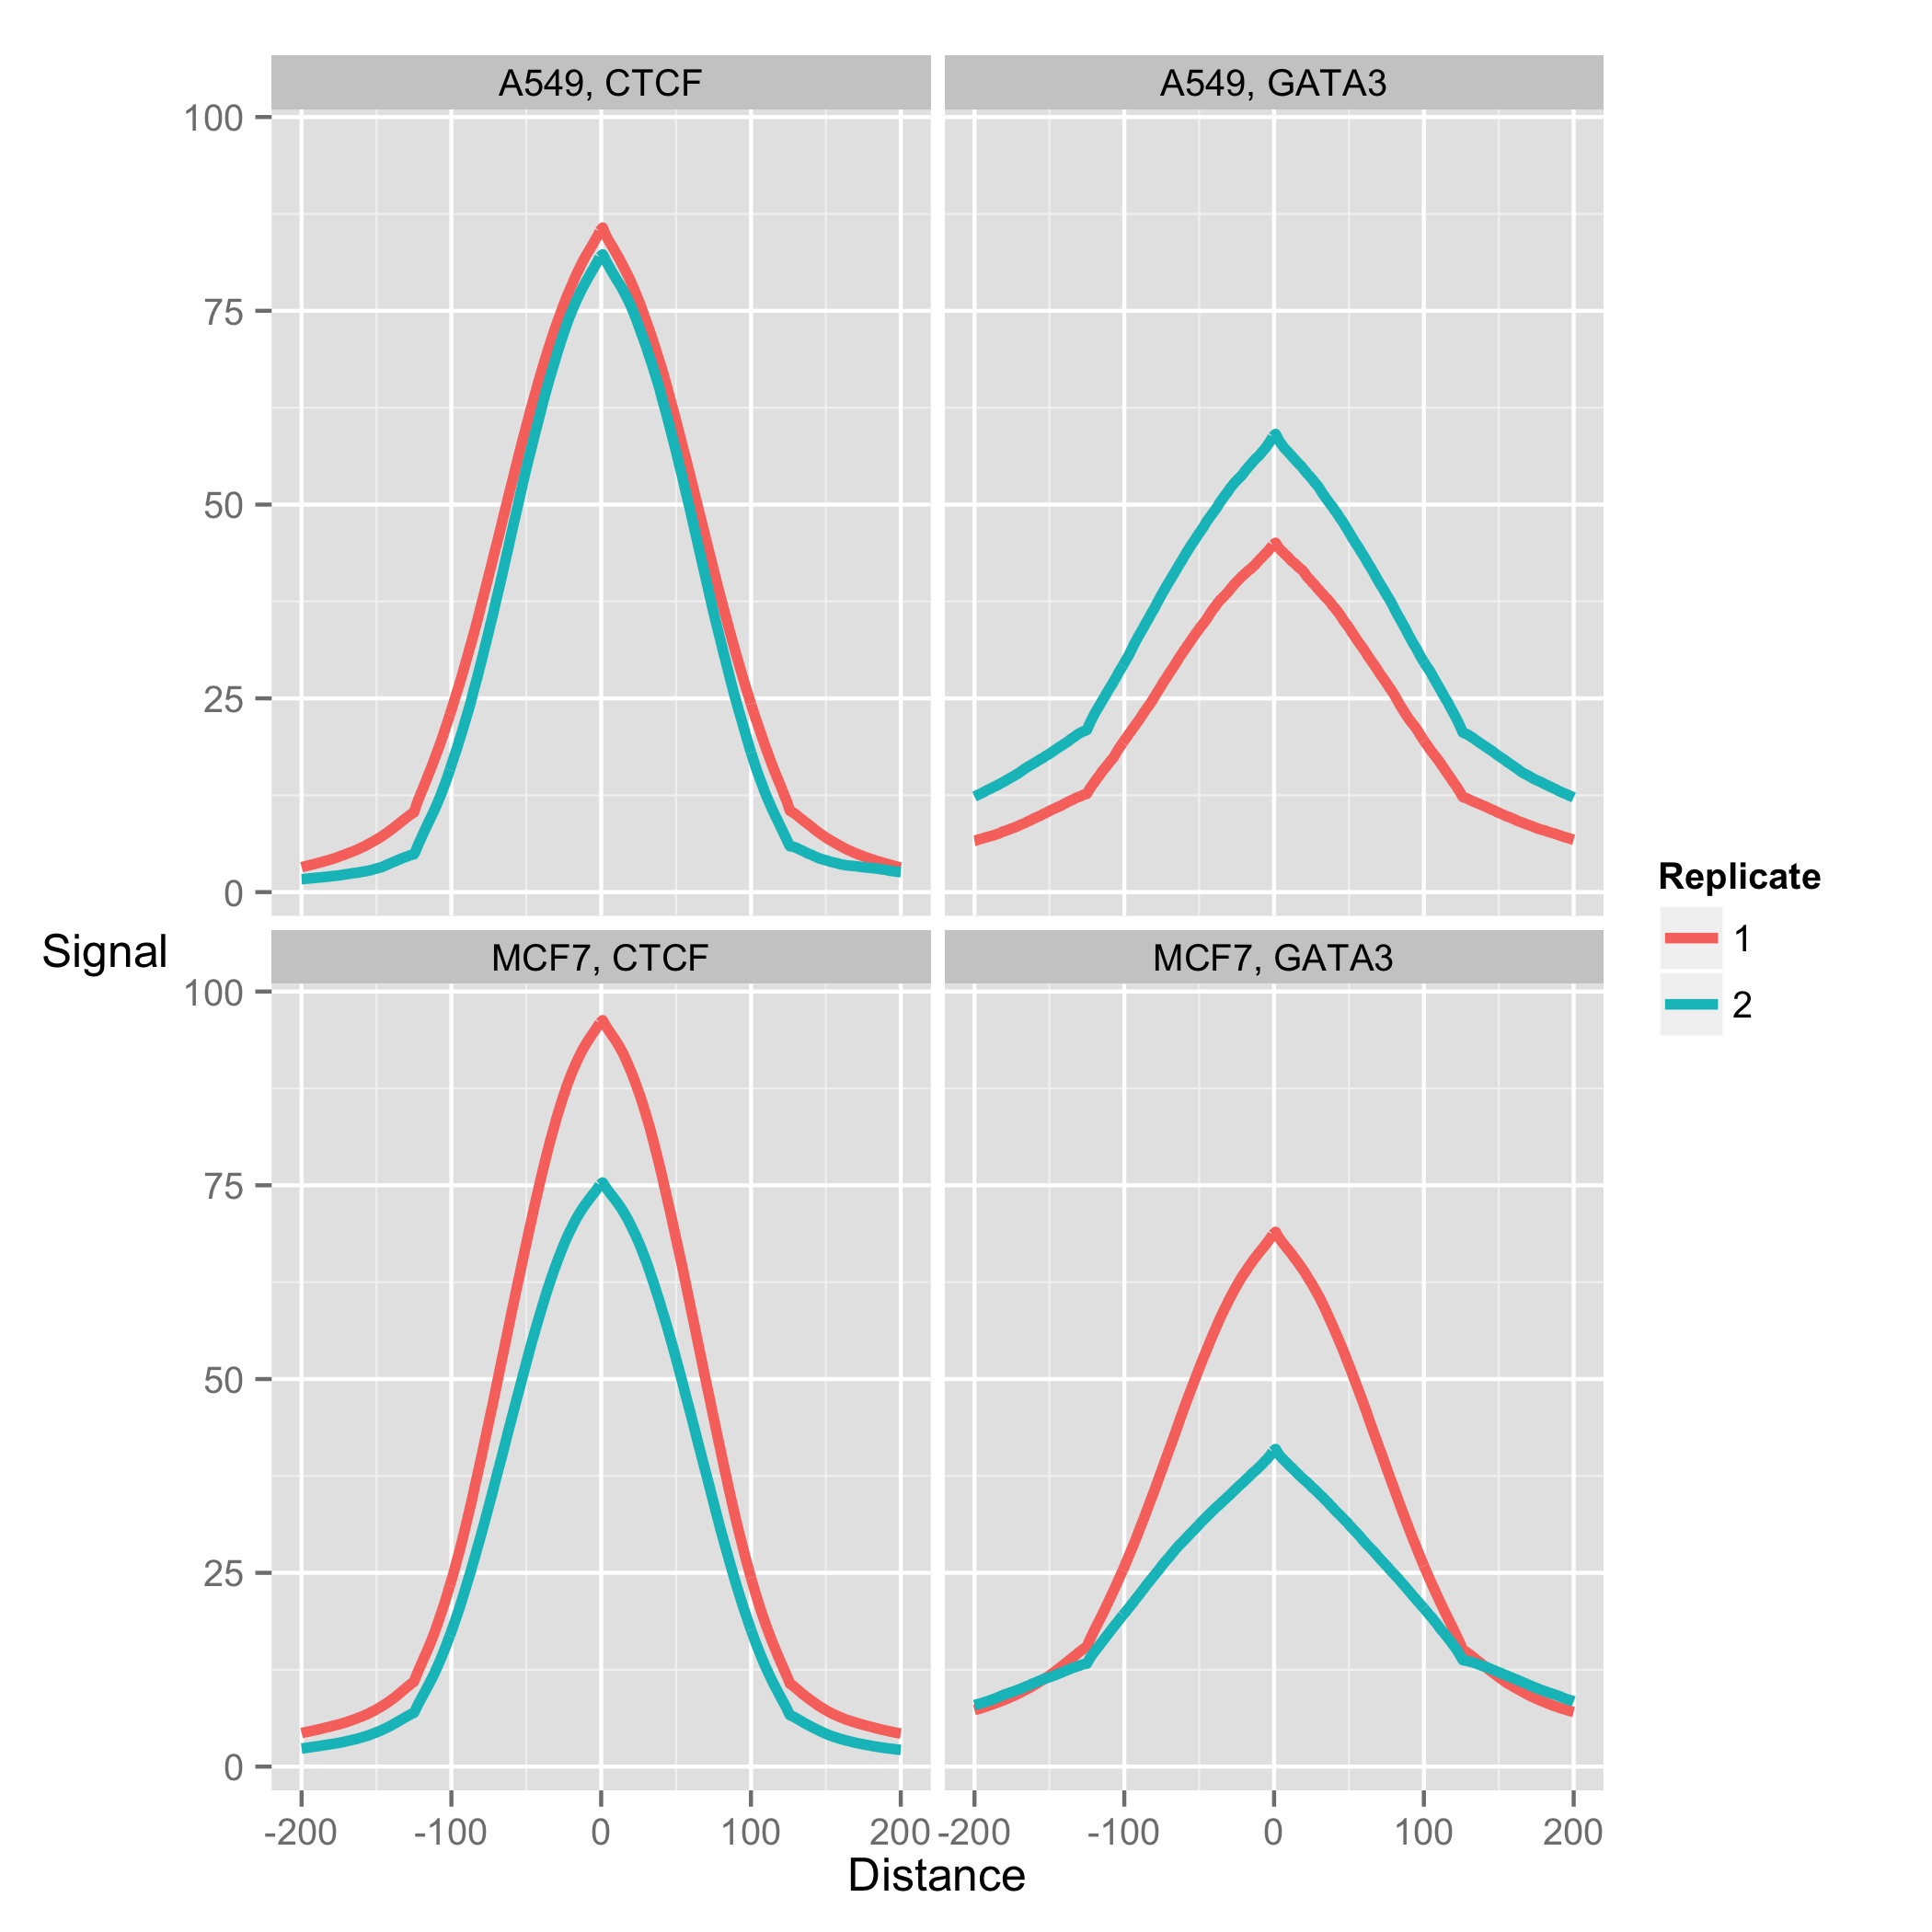 A549, CTCF
A549, GATA3
100
75
50
25
0
Signal
MCF7, CTCF
MCF7, GATA3
100
75
50
25
0
-200 -100 0 100 200 -200 -100 0 100 200
Distance
Replicate
1
2